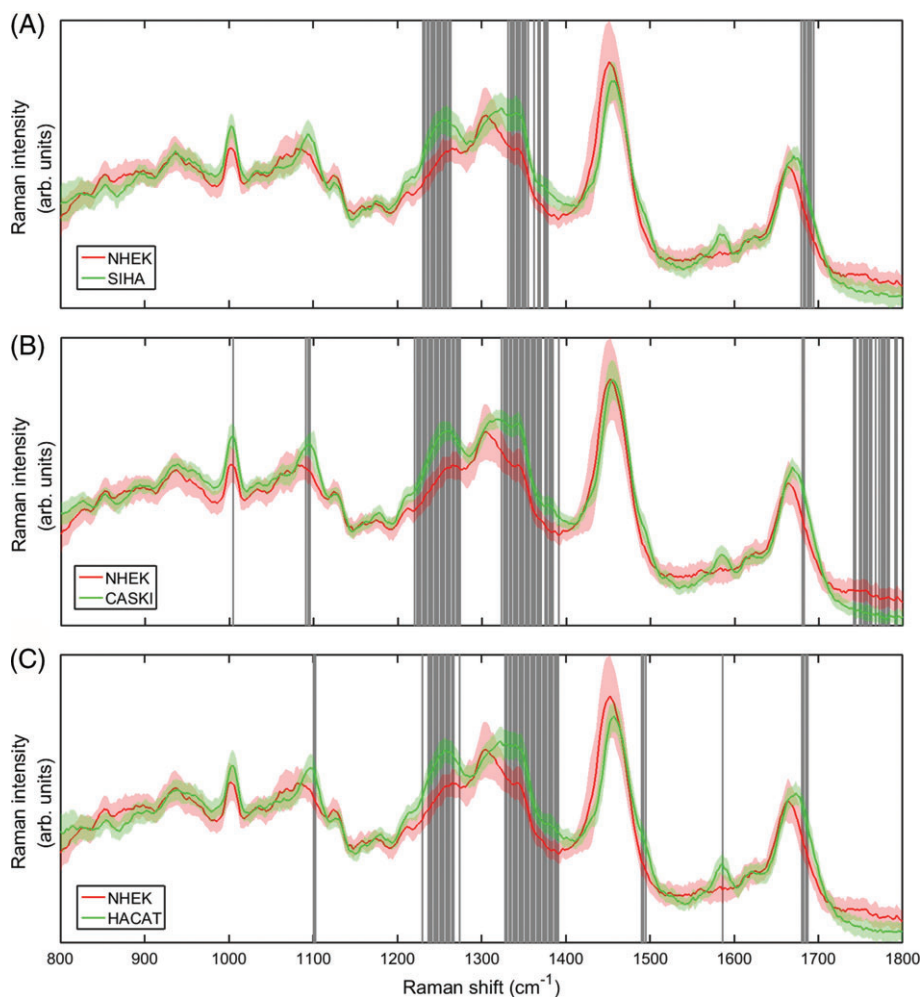 (A)
Raman intensity
(arb. units)
NHEK
SIHA
(B)
Raman intensity
(arb. units)
NHEK
CASKI
(C)
Raman intensity
(arb. units)
NHEK
HACAT
800 900 1000 1100 1200 1300 1400 1500 1600 1700 1800
Raman shift (cm⁻¹)